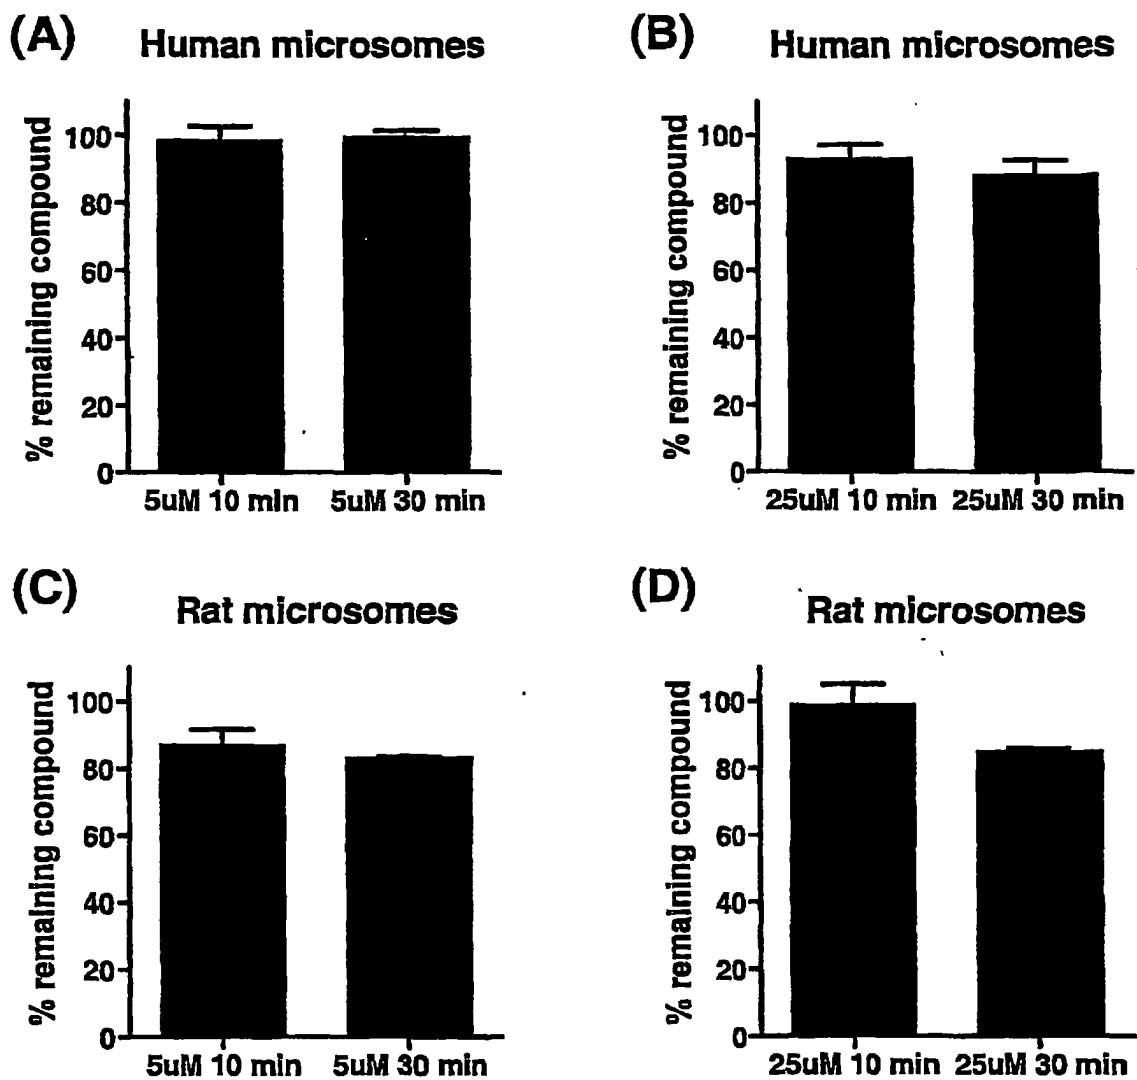 (A) Human microsomes
% remaining compound
100
80
60
40
20
0
5uM 10 min 5uM 30 min
(B) Human microsomes
% remaining compound
100
80
60
40
20
0
25uM 10 min 25uM 30 min
(C) Rat microsomes
% remaining compound
100
80
60
40
20
0
5uM 10 min 5uM 30 min
(D) Rat microsomes
% remaining compound
100
80
60
40
20
0
25uM 10 min 25uM 30 min